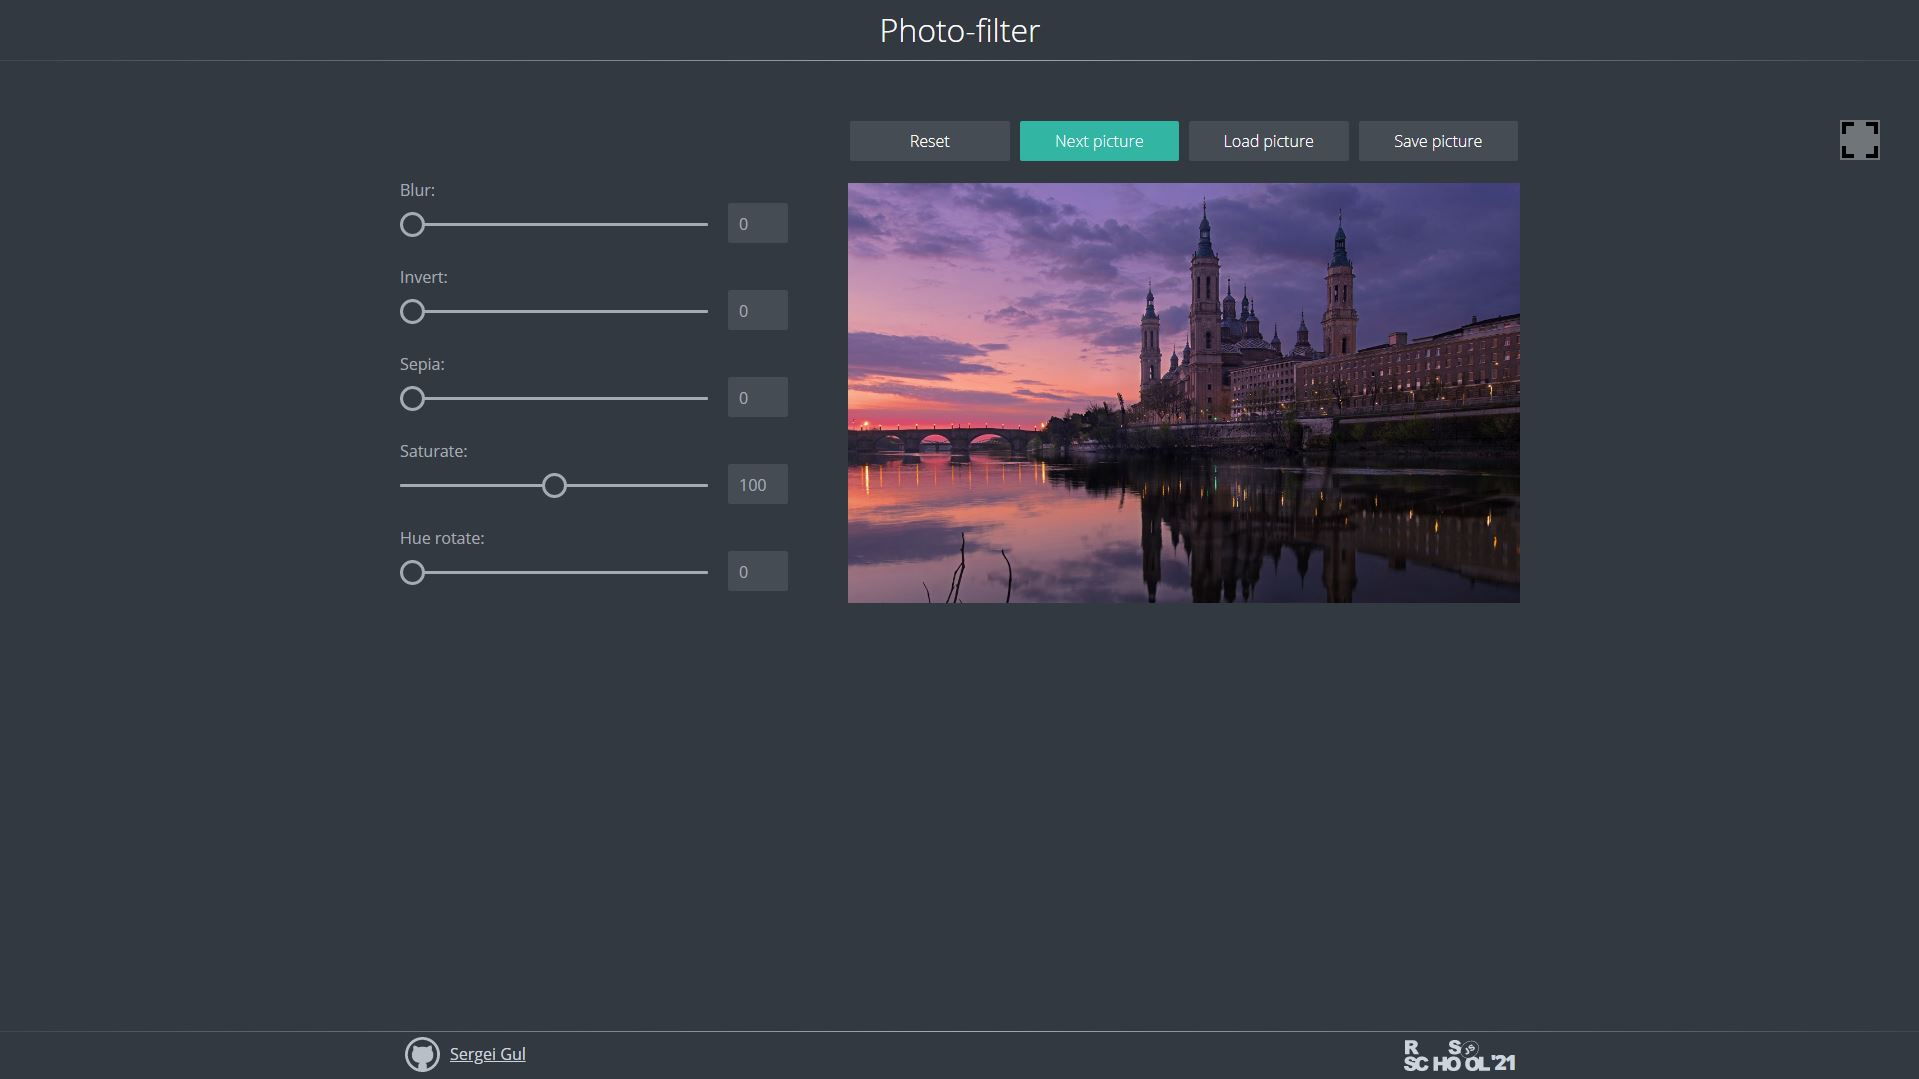 Photo-filter
Reset
Next picture
Load picture
Save picture
Blur:
0
Invert:
0
Sepia:
0
Saturate:
100
Hue rotate:
0
Sergei Gul
R S JS
SCHOOL'21